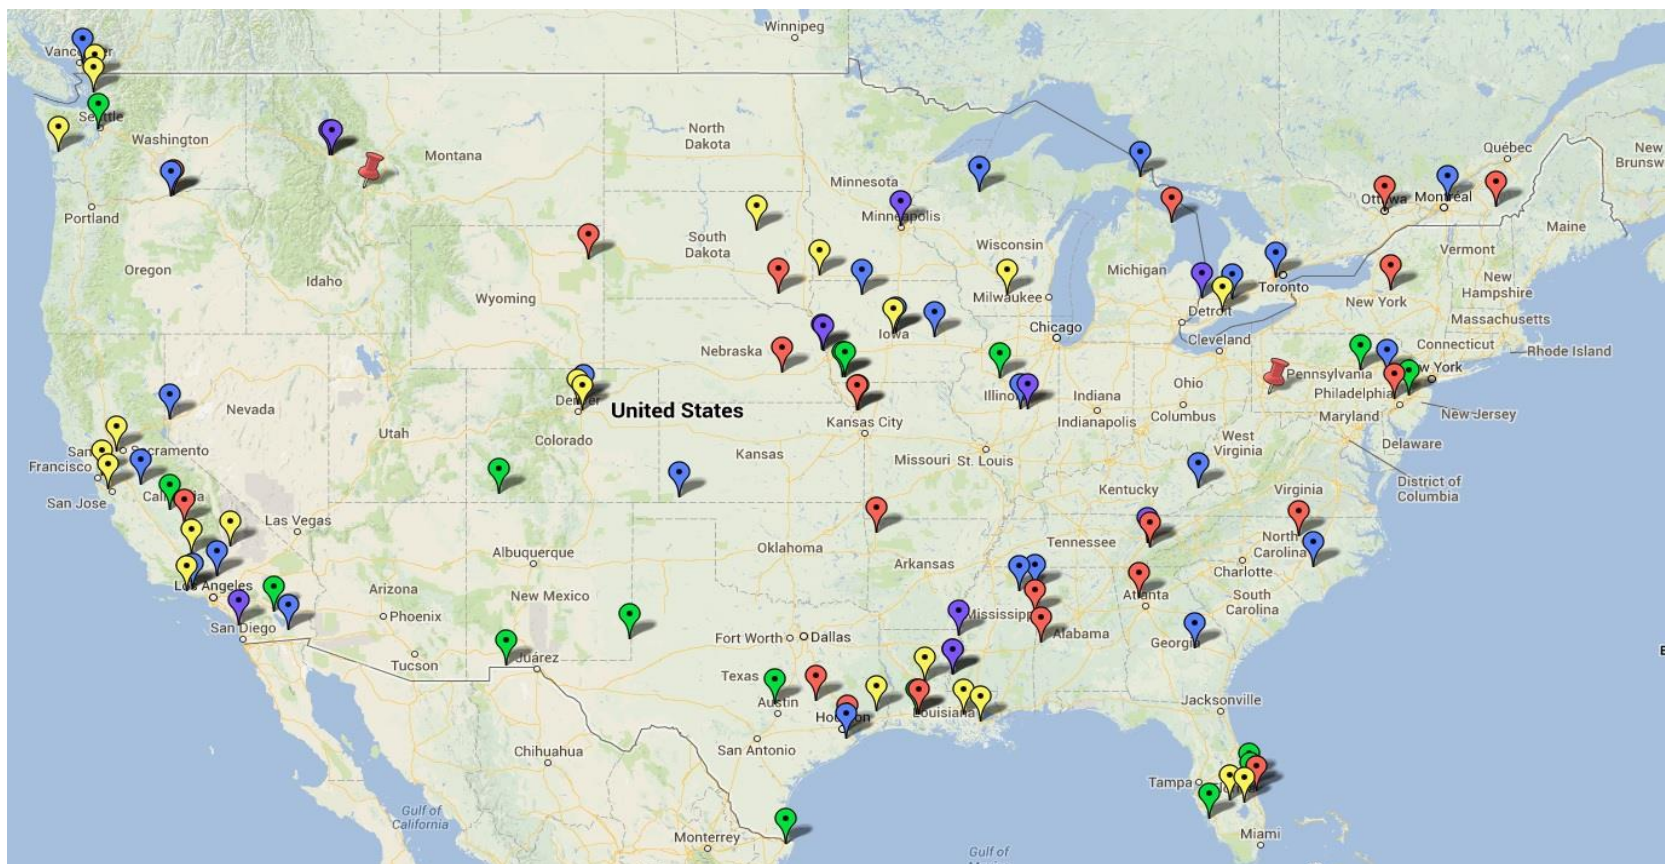 Winnipeg
Vancouver
Québec
New
Brunsw
Seattle
Washington
North
Dakota
Montana
Minnesota
Ottawa
Montréal
Portland
Minneapolis
Maine
South
Dakota
Wisconsin
Vermont
Oregon
Michigan
Idaho
Toronto
New
Hampshire
Wyoming
Milwaukee
New York
Detroit
Massachusetts
Iowa
Chicago
Cleveland
Connecticut
Nebraska
Rhode Island
Pennsylvania
New York
Denver
United States
Illinois
Indiana
Ohio
Philadelphia
Nevada
Indianapolis
Columbus
Maryland
New Jersey
Kansas City
Utah
Colorado
San
Francisco
Sacramento
Kansas
Missouri
St. Louis
West
Virginia
Delaware
San Jose
California
Kentucky
Virginia
District of
Columbia
Las Vegas
Albuquerque
Oklahoma
Tennessee
North
Carolina
Los Angeles
Arizona
New Mexico
Arkansas
Charlotte
Phoenix
Mississippi
Atlanta
South
Carolina
San Diego
Fort Worth
Dallas
Alabama
Georgia
Tucson
Juárez
Texas
Austin
Houston
Louisiana
Jacksonville
Chihuahua
San Antonio
Tampa
Gulf of
California
Monterrey
Miami
Gulf of